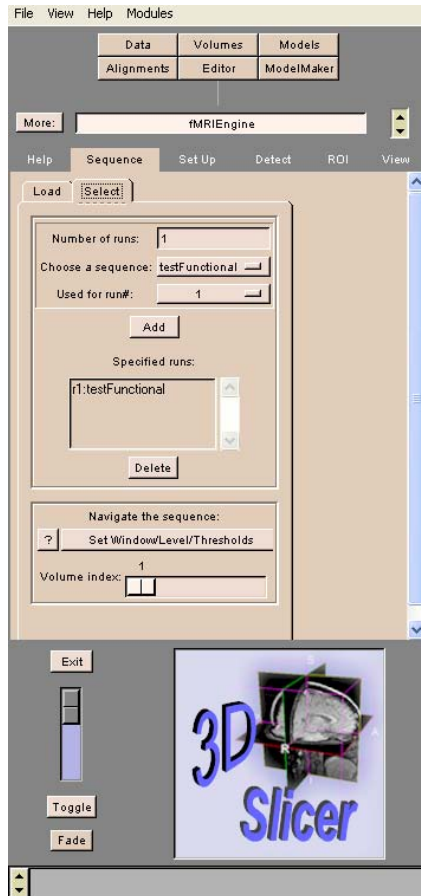 File View Help Modules
Data Volumes Models
Alignments Editor ModelMaker
More: fMRIEngine
Help Sequence Set Up Detect ROI View
Load Select
Number of runs: 1
Choose a sequence: testFunctional
Used for run#: 1
Add
Specified runs:
r1:testFunctional
Delete
Navigate the sequence:
? Set Window/Level/Thresholds
1
Volume index:
Exit
S
A
R
I
3D
Slicer
Toggle
Fade